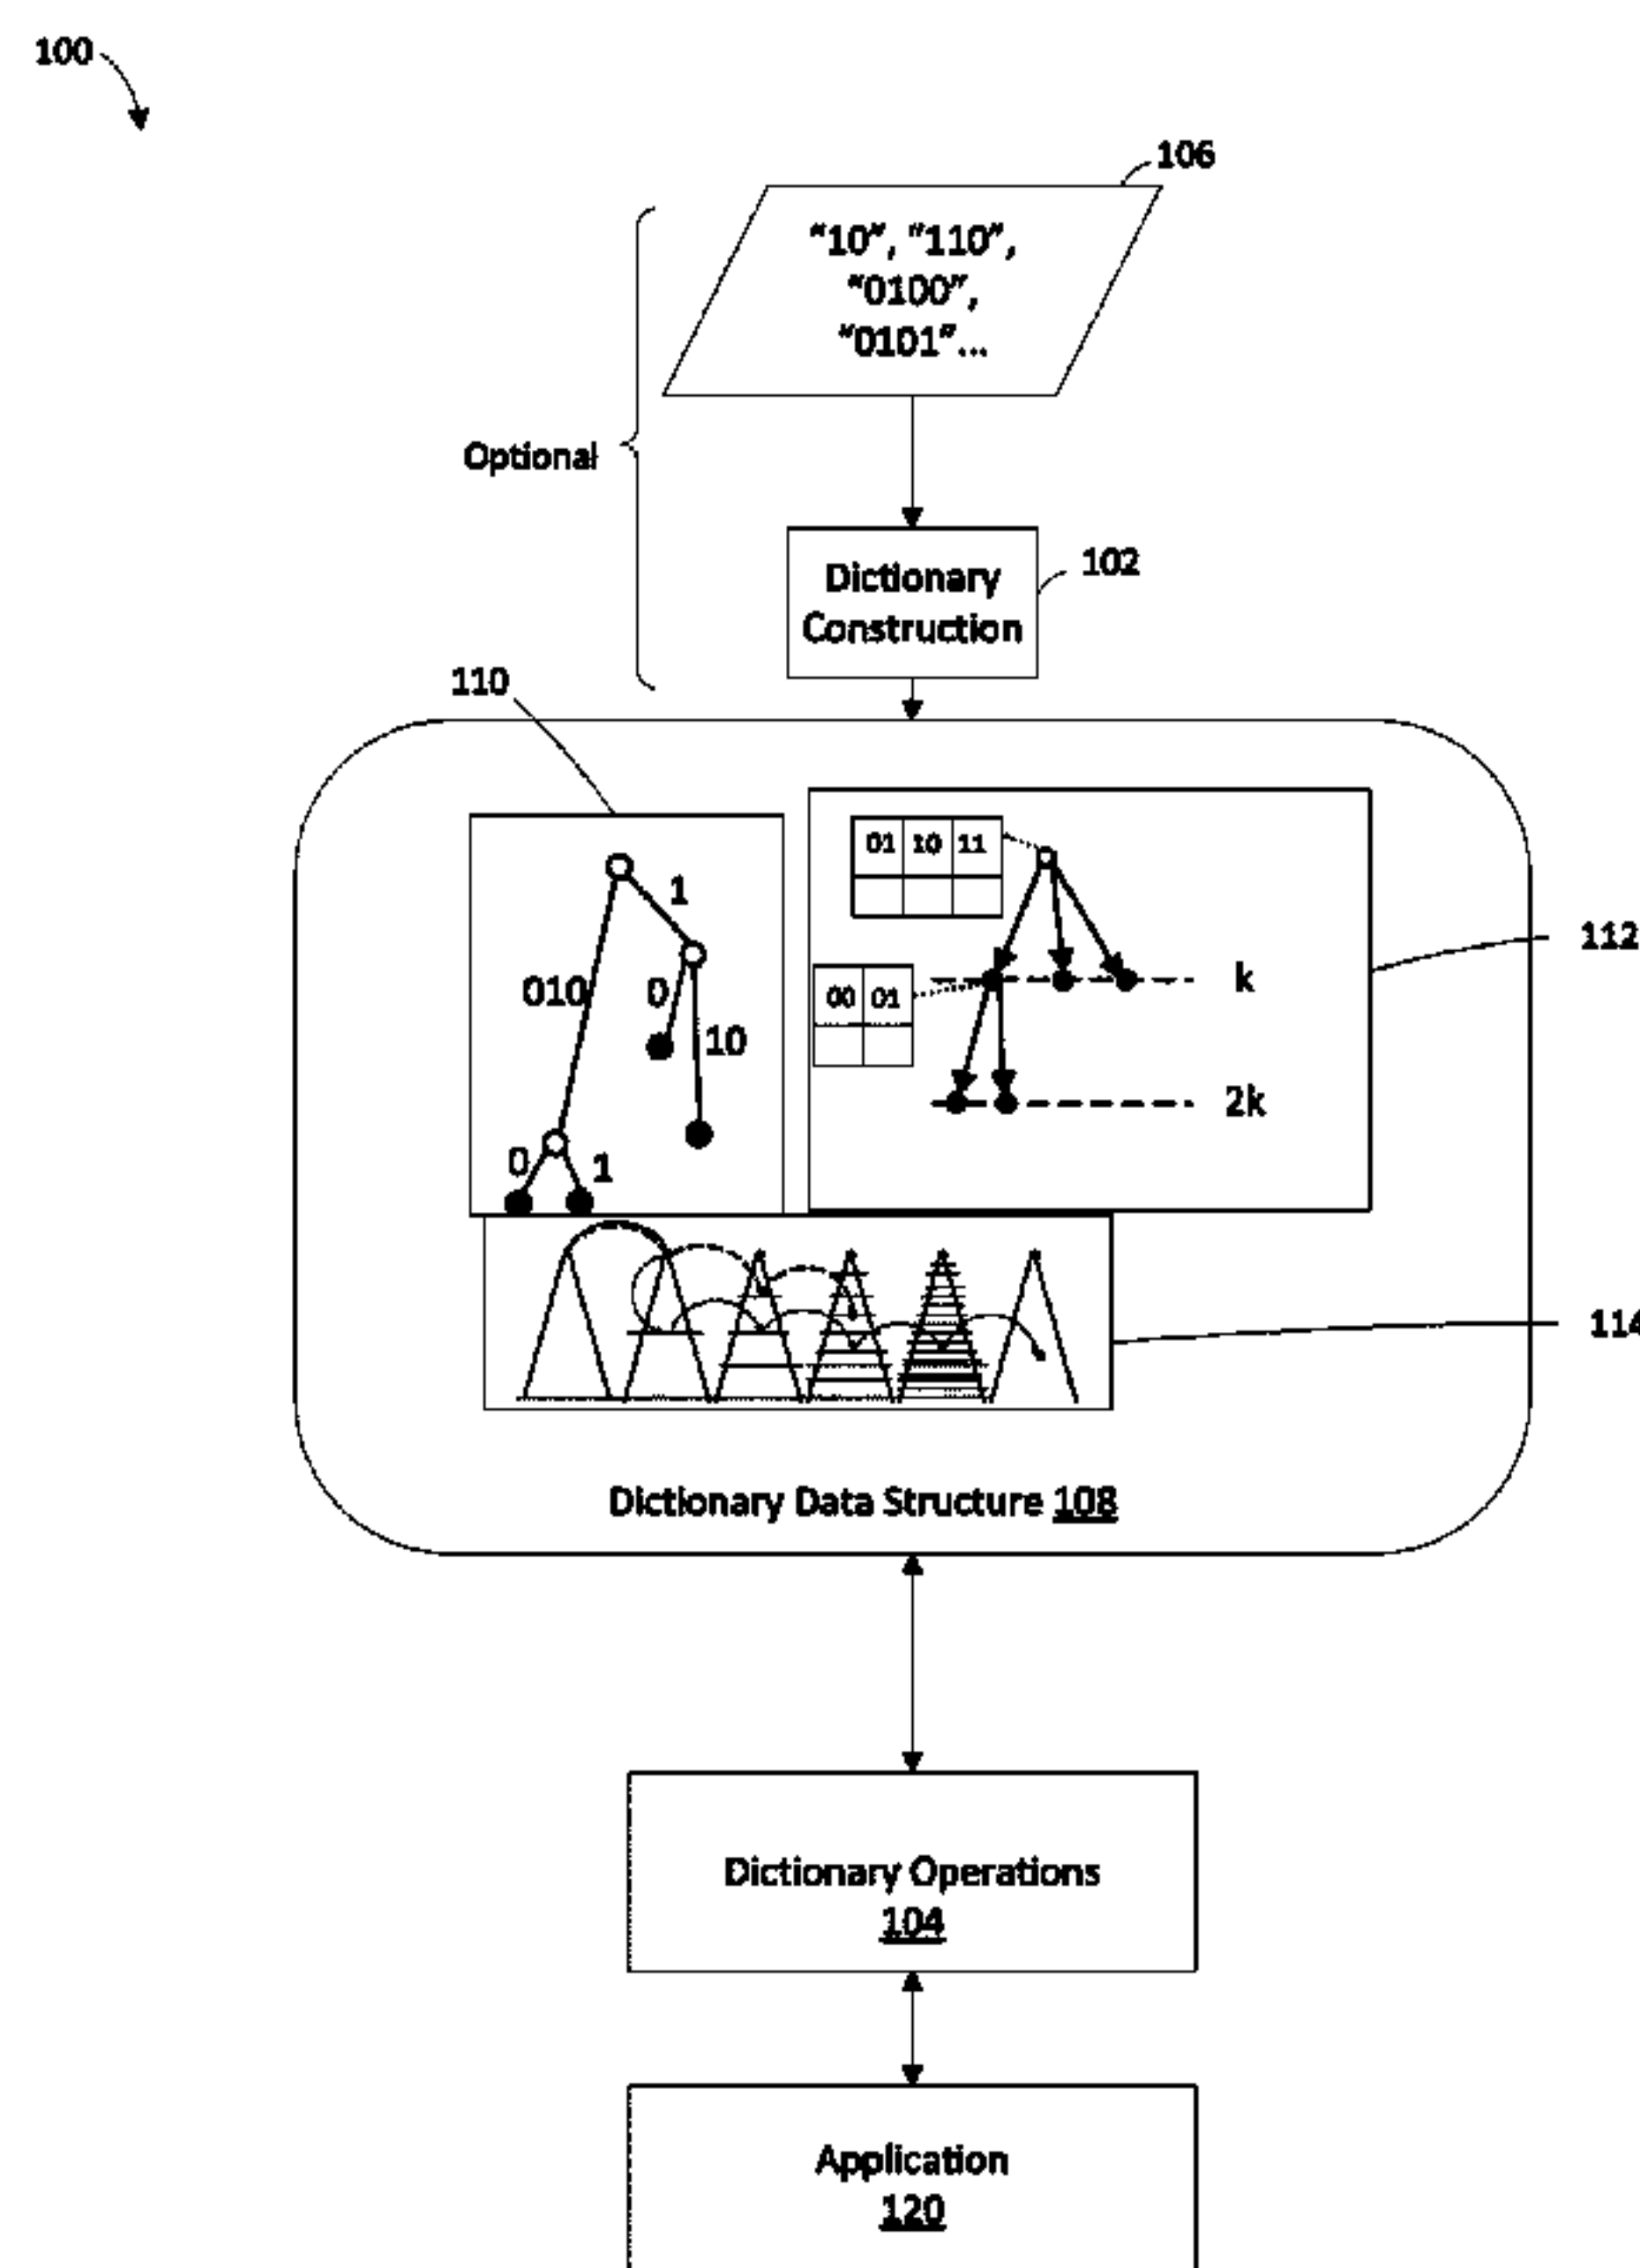 100
106
“10”, “110”,
“0100”,
“0101”...
Optional
Dictionary
Construction
102
110
1
010
0
10
0
1
01 10 11
00 01
k
2k
112
114
Dictionary Data Structure 108
Dictionary Operations
104
Application
120